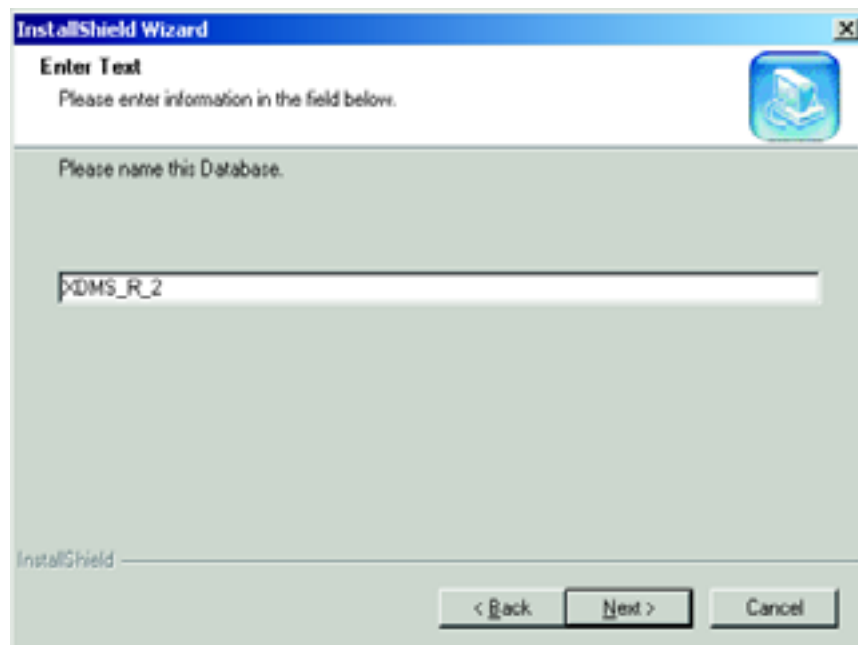 InstallShield Wizard
Enter Text
Please enter information in the field below.
Please name this Database.
XDMS_R_2
InstallShield
< Back
Next >
Cancel